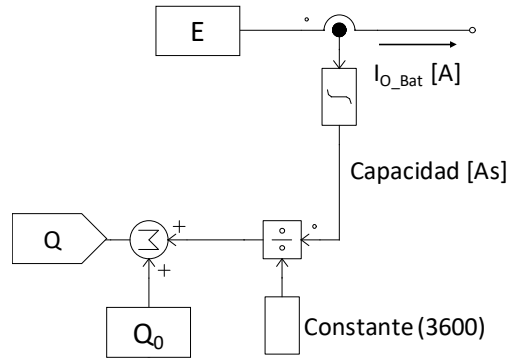 E
I_O_Bat [A]
Capacidad [As]
+
Q
Σ
÷
+
Q₀
Constante (3600)